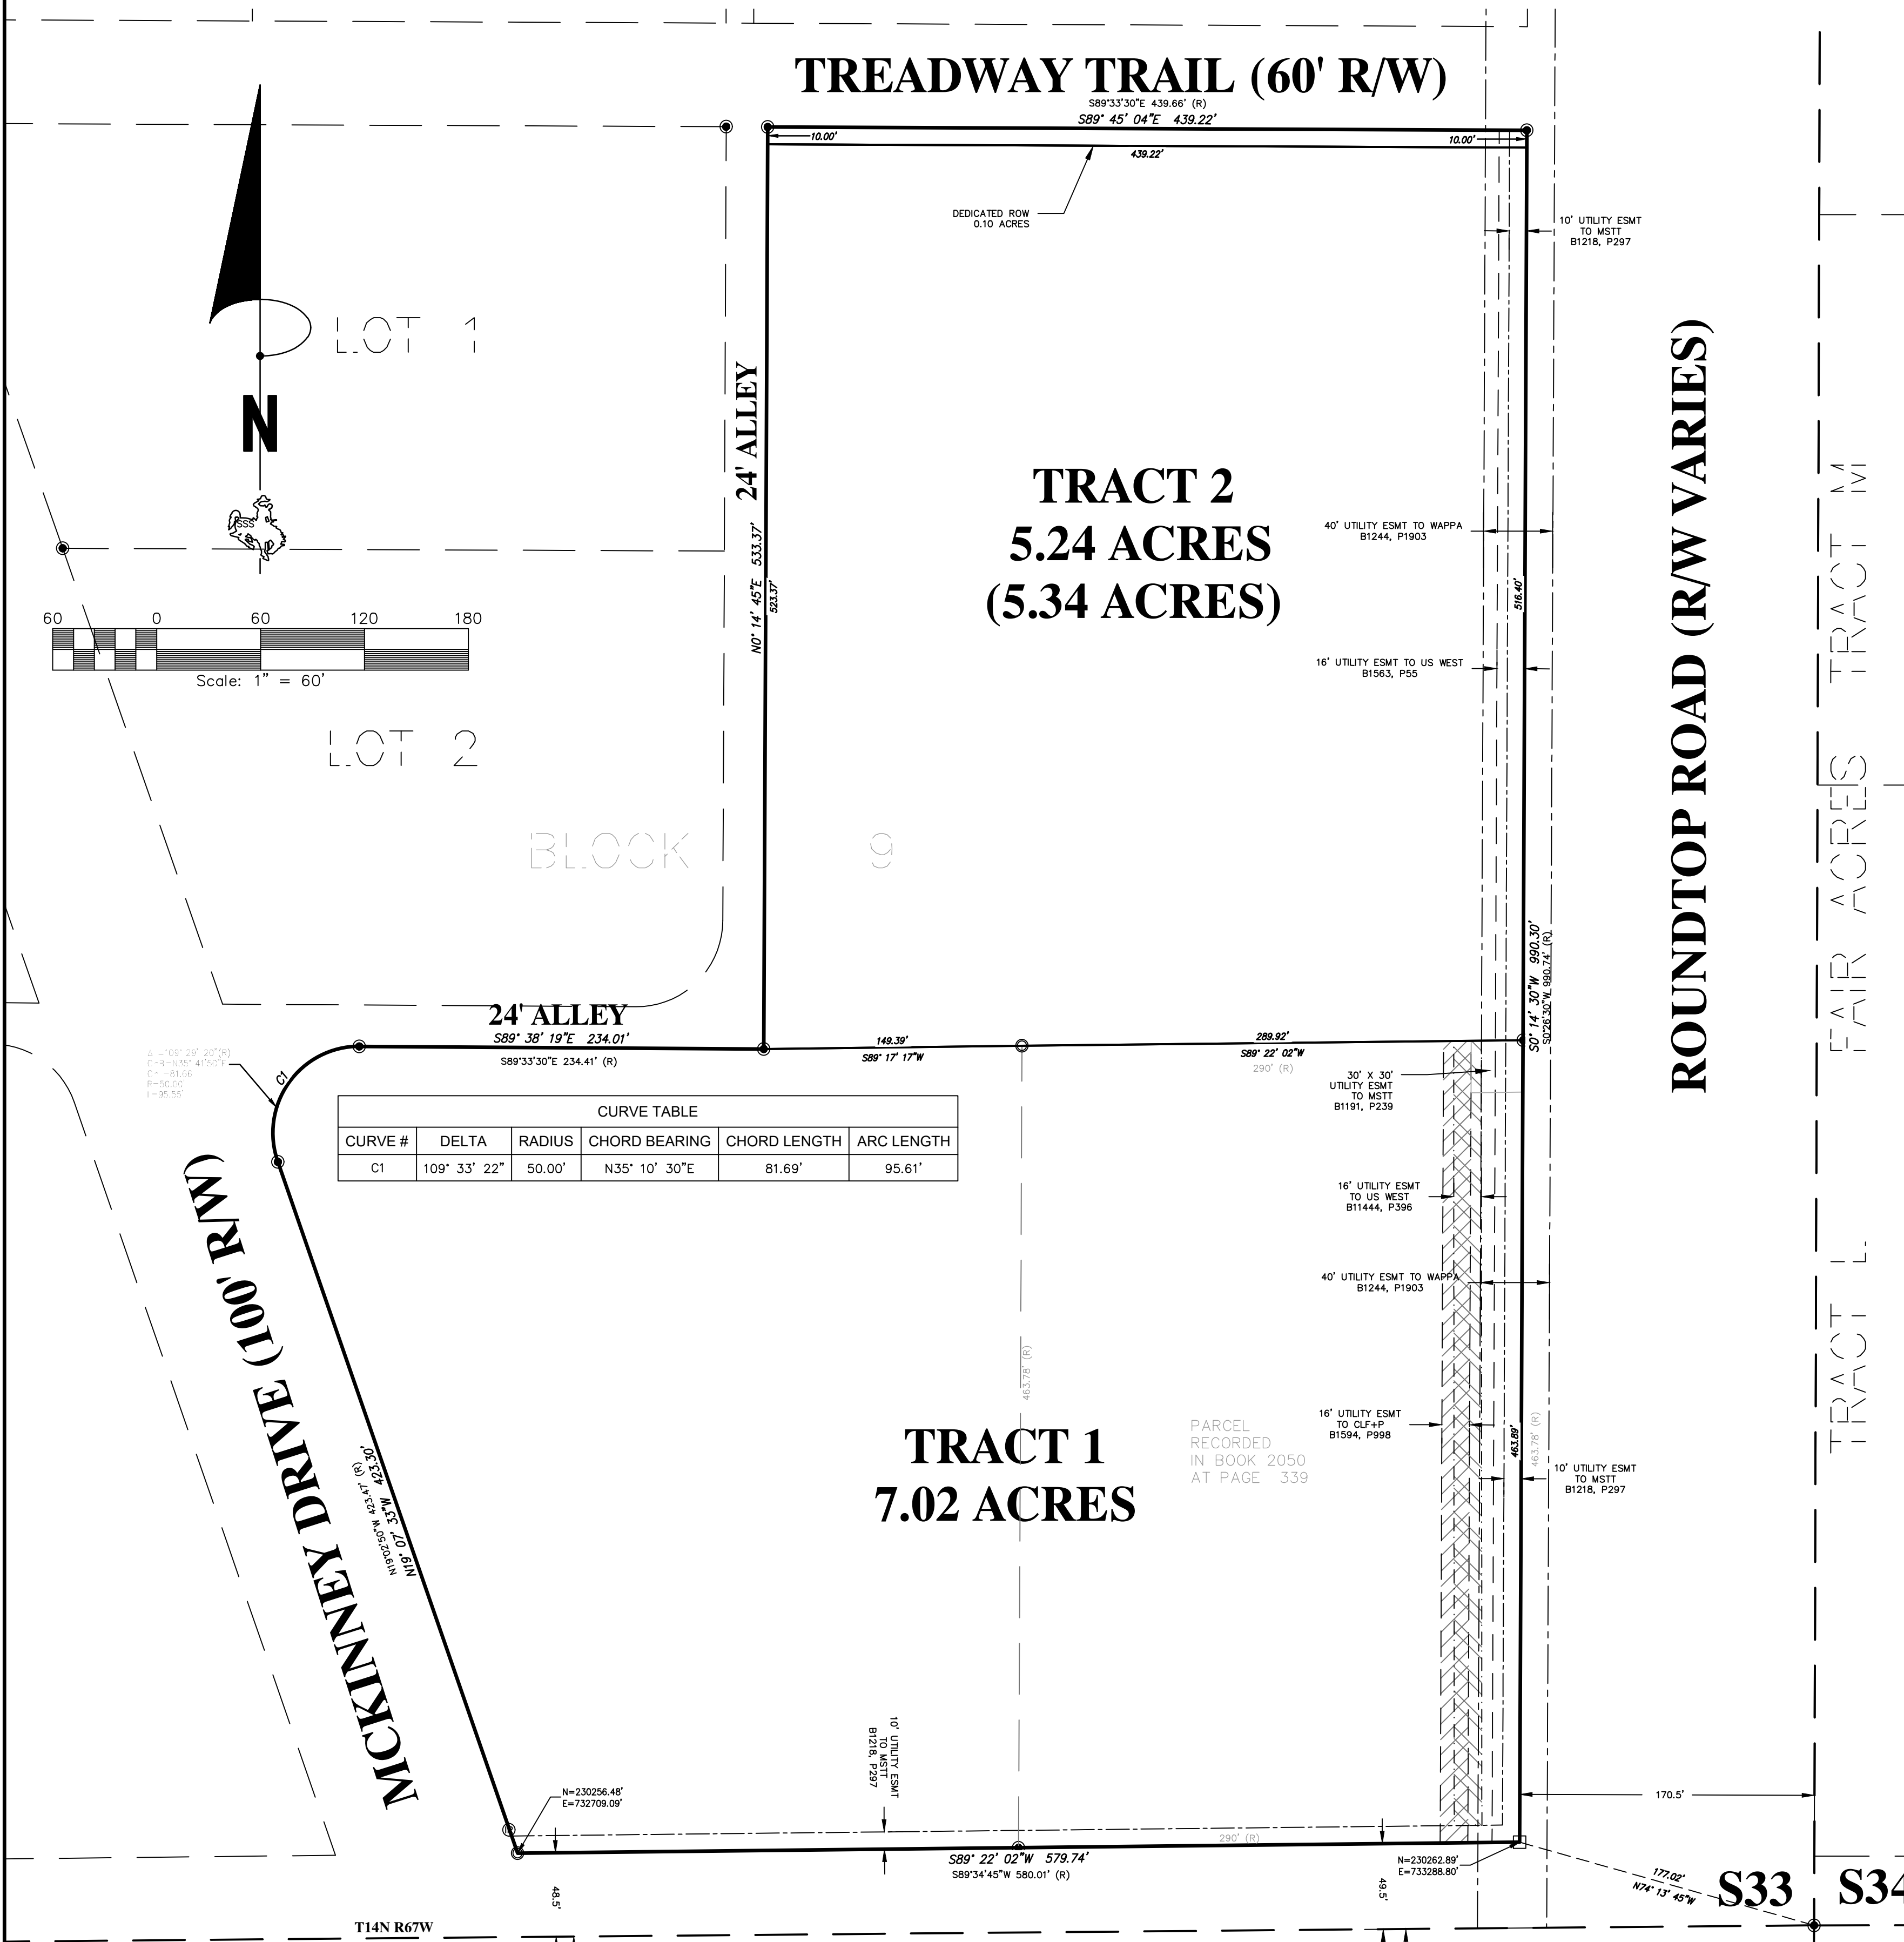 TREADWAY TRAIL (60' R/W)
S89°33'30"E 439.66' (R)
S89° 45' 04"E 439.22'
10.00'
10.00'
439.22'
DEDICATED ROW
0.10 ACRES
10' UTILITY ESMT
TO MSTT
B1218, P297
LOT 1
N
SSS
24' ALLEY
N0° 14' 45"E 533.37'
523.37'
TRACT 2
5.24 ACRES
(5.34 ACRES)
40' UTILITY ESMT TO WAPPA
B1244, P1903
516.40'
16' UTILITY ESMT TO US WEST
B1563, P55
ROUNDTOP ROAD (R/W VARIES)
TRACT M
FAIR ACRES
TRACT L
60 0 60 120 180
Scale: 1" = 60'
LOT 2
BLOCK 9
S0° 14' 30"W 990.30'
S0°26'30"W 990.74' (R)
24' ALLEY
S89° 38' 19"E 234.01'
S89°33'30"E 234.41' (R)
149.39'
S89° 17' 17"W
289.92'
S89° 22' 02"W
290' (R)
Δ =109° 29' 20"(R)
R=50.00'
L=95.55'
C1
30' X 30'
UTILITY ESMT
TO MSTT
B1191, P239
CURVE TABLE
CURVE # DELTA RADIUS CHORD BEARING CHORD LENGTH ARC LENGTH
C1 109° 33' 22" 50.00' N35° 10' 30"E 81.69' 95.61'
16' UTILITY ESMT
TO US WEST
B11444, P396
40' UTILITY ESMT TO WAPPA
B1244, P1903
MCKINNEY DRIVE (100' R/W)
N19°02'50"W 423.47' (R)
N19° 07' 33"W 423.30'
463.78' (R)
TRACT 1
7.02 ACRES
PARCEL
RECORDED
IN BOOK 2050
AT PAGE 339
16' UTILITY ESMT
TO CLF+P
B1594, P998
463.89'
463.78' (R)
10' UTILITY ESMT
TO MSTT
B1218, P297
10' UTILITY ESMT
TO MSTT
B1218, P297
N=230256.48'
E=732709.09'
170.5'
290' (R)
S89° 22' 02"W 579.74'
S89°34'45"W 580.01' (R)
N=230262.89'
E=733288.80'
48.5'
49.5'
177.02'
N74° 13' 45"W
S33
S34
T14N R67W